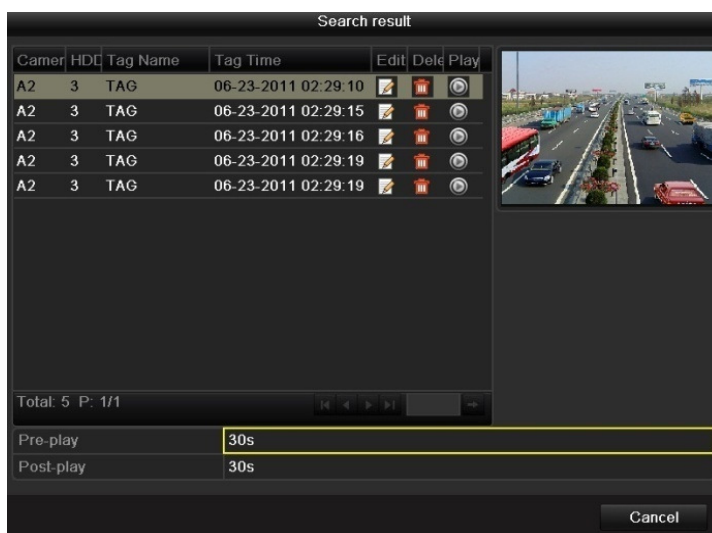 Search result
Camer HDD Tag Name Tag Time Edit Dele Play
A2 3 TAG 06-23-2011 02:29:10
A2 3 TAG 06-23-2011 02:29:15
A2 3 TAG 06-23-2011 02:29:16
A2 3 TAG 06-23-2011 02:29:19
A2 3 TAG 06-23-2011 02:29:19
Total: 5 P: 1/1
Pre-play 30s
Post-play 30s
Cancel